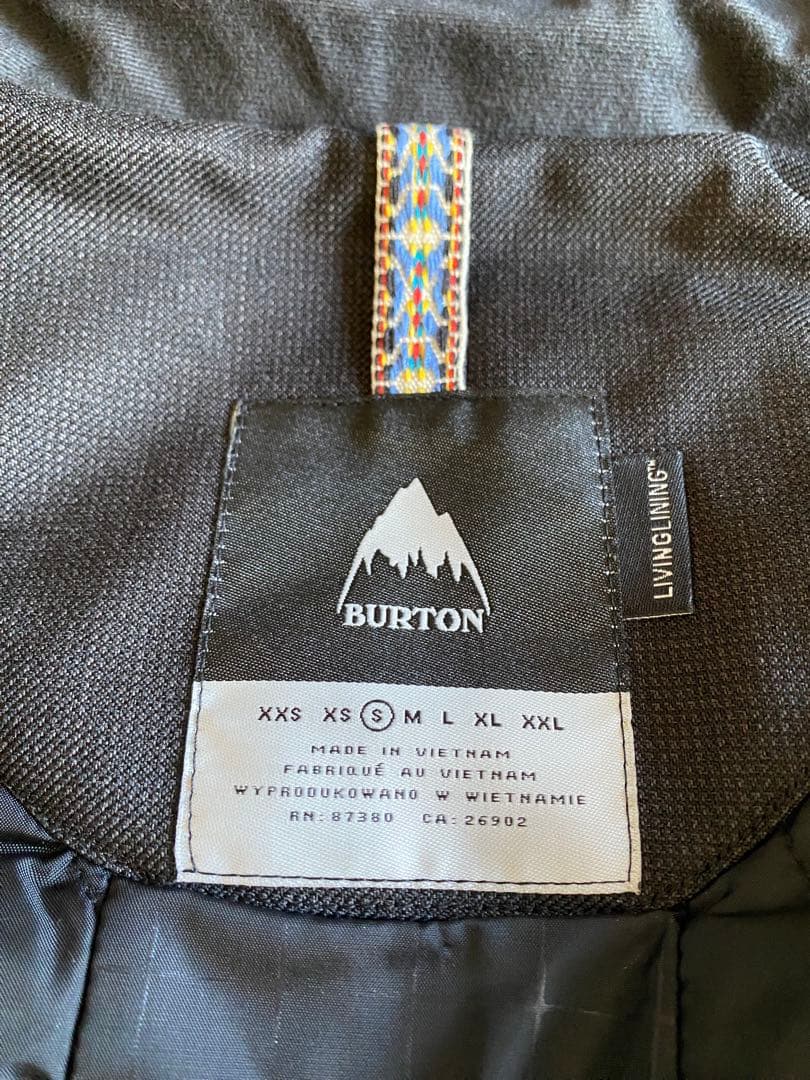 BURTON
LIVINGLINING™
XXS XS S M L XL XXL
MADE IN VIETNAM
FABRIQUÉ AU VIETNAM
WYPRODUKOWANO W WIETNAMIE
RN: 87380 CA: 26902